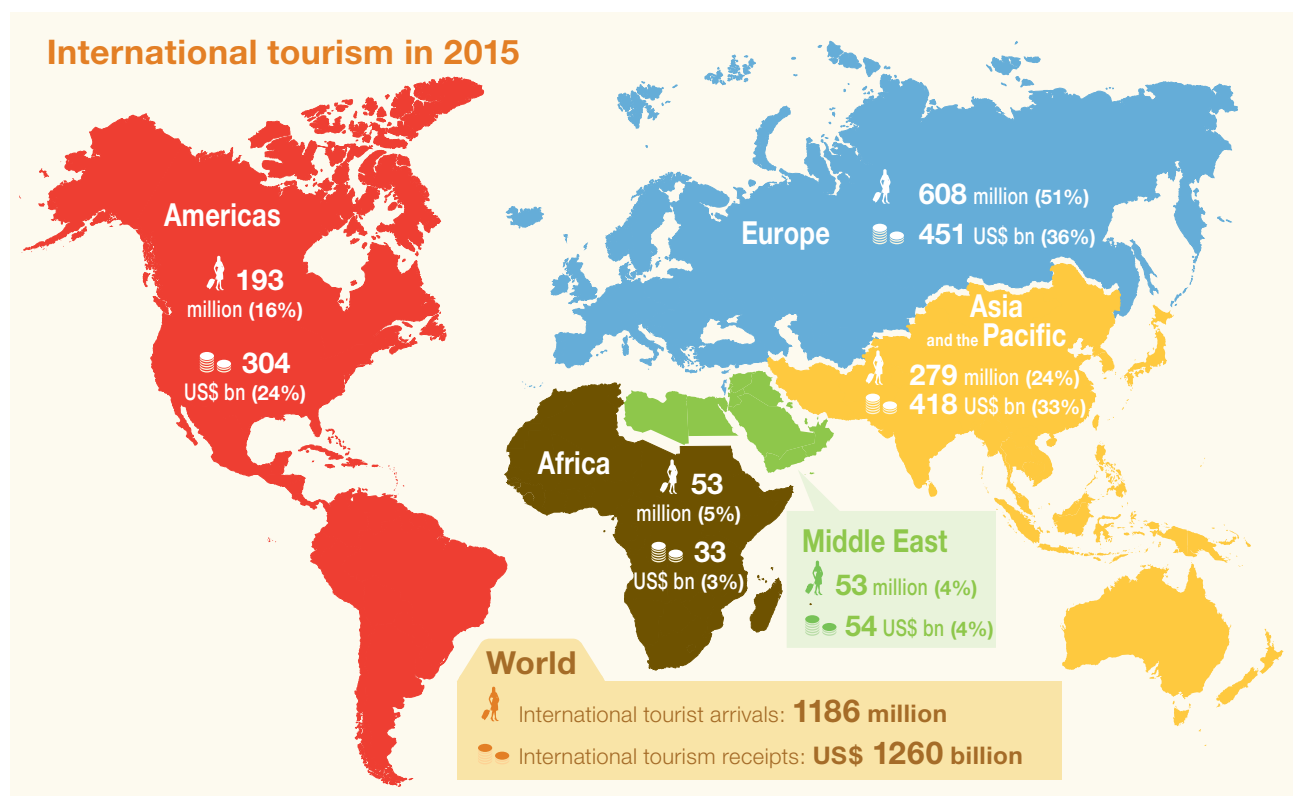 International tourism in 2015
Americas
193
million (16%)
304
US$ bn (24%)
Europe
608 million (51%)
451 US$ bn (36%)
Asia
and the Pacific
279 million (24%)
418 US$ bn (33%)
Africa
53
million (5%)
33
US$ bn (3%)
Middle East
53 million (4%)
54 US$ bn (4%)
World
International tourist arrivals: 1186 million
International tourism receipts: US$ 1260 billion